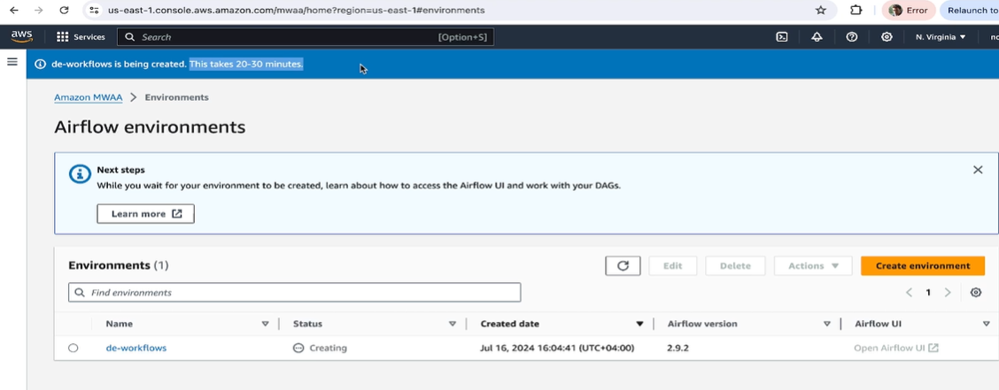 us-east-1.console.aws.amazon.com/mwaa/home?region=us-east-1#environments
Error
Relaunch to
aws
Services
Search
[Option+S]
N. Virginia
de-workflows is being created. This takes 20-30 minutes.
Amazon MWAA > Environments
Airflow environments
Next steps
While you wait for your environment to be created, learn about how to access the Airflow UI and work with your DAGs.
Learn more
Environments (1)
Edit
Delete
Actions
Create environment
Find environments
1
Name
Status
Created date
Airflow version
Airflow UI
de-workflows
Creating
Jul 16, 2024 16:04:41 (UTC+04:00)
2.9.2
Open Airflow UI